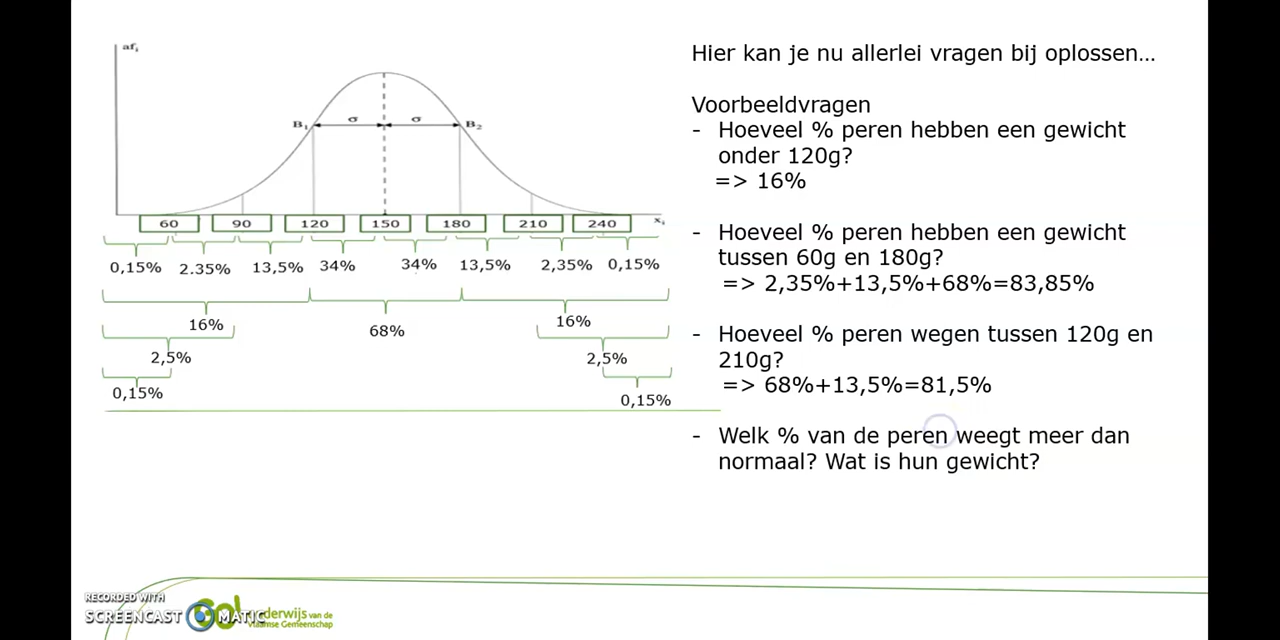 af_i
B_1 σ σ B_2
60 90 120 150 180 210 240 x_i
0,15% 2.35% 13,5% 34% 34% 13,5% 2,35% 0,15%
16% 68% 16%
2,5% 2,5%
0,15% 0,15%
Hier kan je nu allerlei vragen bij oplossen…
Voorbeeldvragen
- Hoeveel % peren hebben een gewicht
onder 120g?
=> 16%
- Hoeveel % peren hebben een gewicht
tussen 60g en 180g?
=> 2,35%+13,5%+68%=83,85%
- Hoeveel % peren wegen tussen 120g en
210g?
=> 68%+13,5%=81,5%
- Welk % van de peren weegt meer dan
normaal? Wat is hun gewicht?
RECORDED WITH
SCREENCAST MATIC
derwijs van de
Vlaamse Gemeenschap